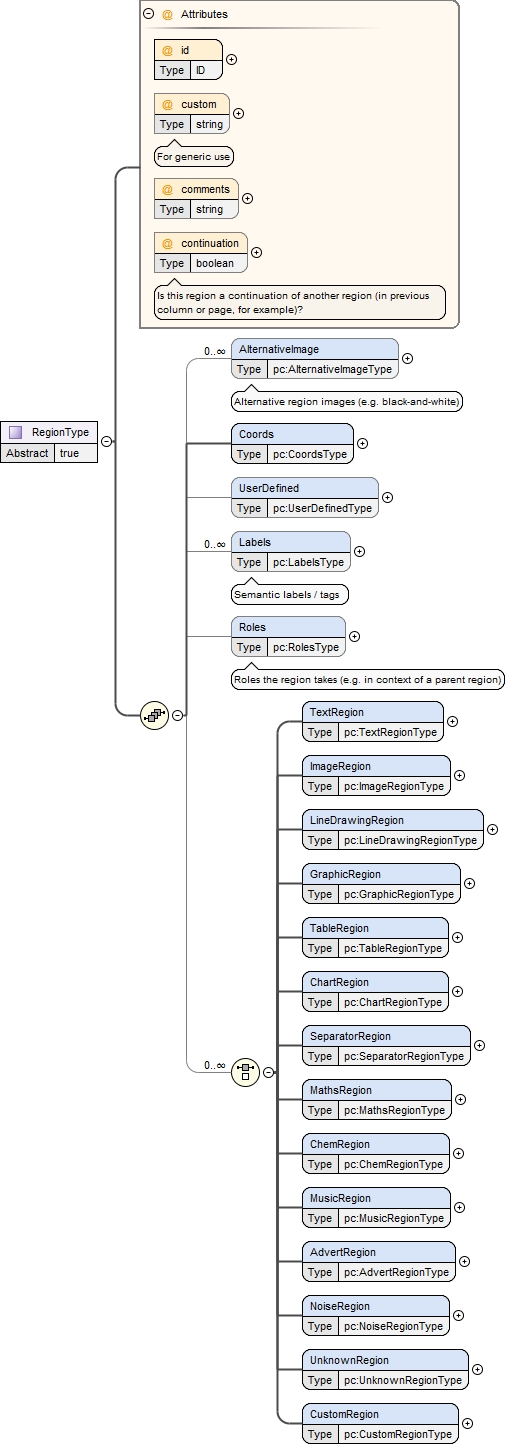 @ Attributes
@ id
Type ID
@ custom
Type string
For generic use
@ comments
Type string
@ continuation
Type boolean
Is this region a continuation of another region (in previous
column or page, for example)?
RegionType
Abstract true
0..∞ AlternativeImage
Type pc:AlternativeImageType
Alternative region images (e.g. black-and-white)
Coords
Type pc:CoordsType
UserDefined
Type pc:UserDefinedType
0..∞ Labels
Type pc:LabelsType
Semantic labels / tags
Roles
Type pc:RolesType
Roles the region takes (e.g. in context of a parent region)
0..∞
TextRegion
Type pc:TextRegionType
ImageRegion
Type pc:ImageRegionType
LineDrawingRegion
Type pc:LineDrawingRegionType
GraphicRegion
Type pc:GraphicRegionType
TableRegion
Type pc:TableRegionType
ChartRegion
Type pc:ChartRegionType
SeparatorRegion
Type pc:SeparatorRegionType
MathsRegion
Type pc:MathsRegionType
ChemRegion
Type pc:ChemRegionType
MusicRegion
Type pc:MusicRegionType
AdvertRegion
Type pc:AdvertRegionType
NoiseRegion
Type pc:NoiseRegionType
UnknownRegion
Type pc:UnknownRegionType
CustomRegion
Type pc:CustomRegionType